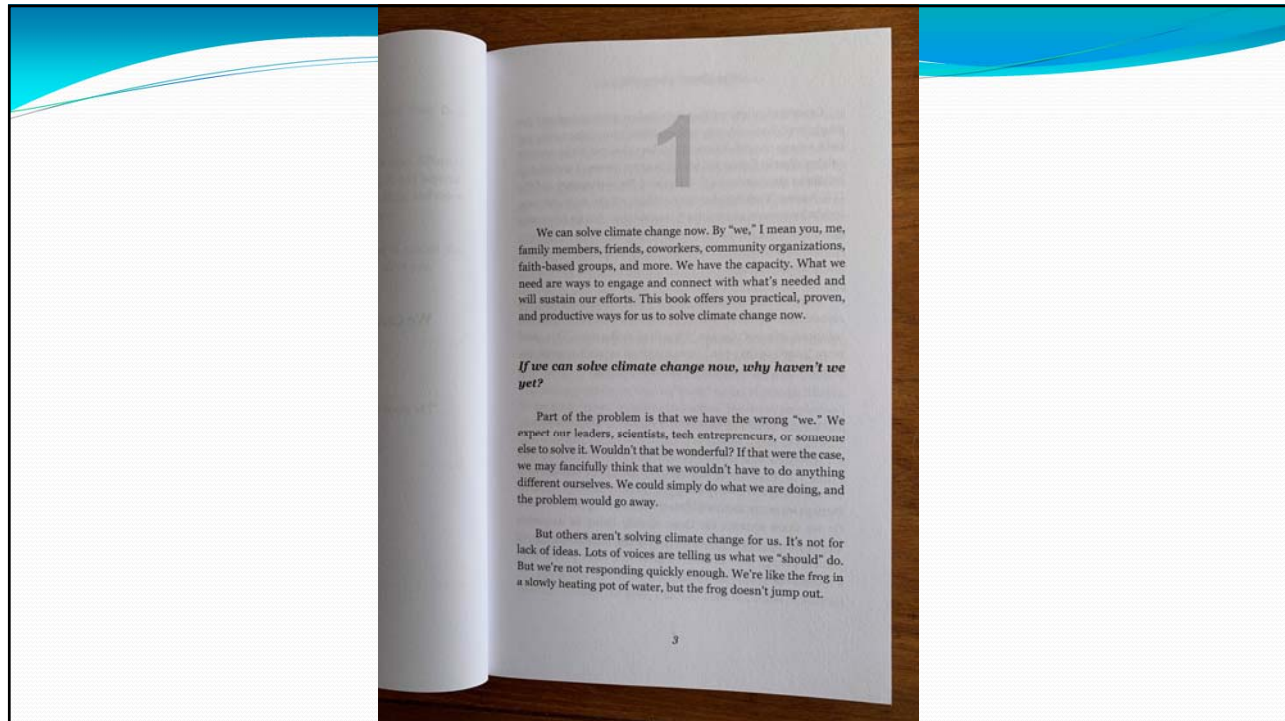 1
We can solve climate change now. By “we,” I mean you, me,
family members, friends, coworkers, community organizations,
faith-based groups, and more. We have the capacity. What we
need are ways to engage and connect with what’s needed and
will sustain our efforts. This book offers you practical, proven,
and productive ways for us to solve climate change now.
If we can solve climate change now, why haven’t we
yet?
Part of the problem is that we have the wrong “we.” We
expect our leaders, scientists, tech entrepreneurs, or someone
else to solve it. Wouldn’t that be wonderful? If that were the case,
we may fancifully think that we wouldn’t have to do anything
different ourselves. We could simply do what we are doing, and
the problem would go away.
But others aren’t solving climate change for us. It’s not for
lack of ideas. Lots of voices are telling us what we “should” do.
But we’re not responding quickly enough. We’re like the frog in
a slowly heating pot of water, but the frog doesn’t jump out.
3